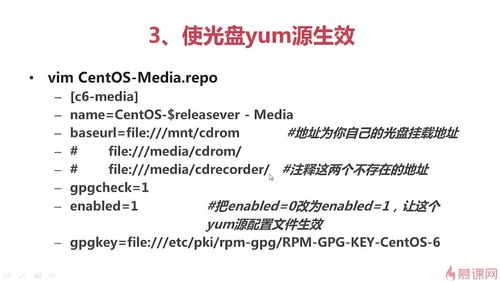 3、使光盘yum源生效
• vim CentOS-Media.repo
– [c6-media]
– name=CentOS-$releasever - Media
– baseurl=file:///mnt/cdrom #地址为你自己的光盘挂载地址
– # file:///media/cdrom/
– # file:///media/cdrecorder/ #注释这两个不存在的地址
– gpgcheck=1
– enabled=1 #把enabled=0改为enabled=1，让这个
yum源配置文件生效
– gpgkey=file:///etc/pki/rpm-gpg/RPM-GPG-KEY-CentOS-6
慕课网